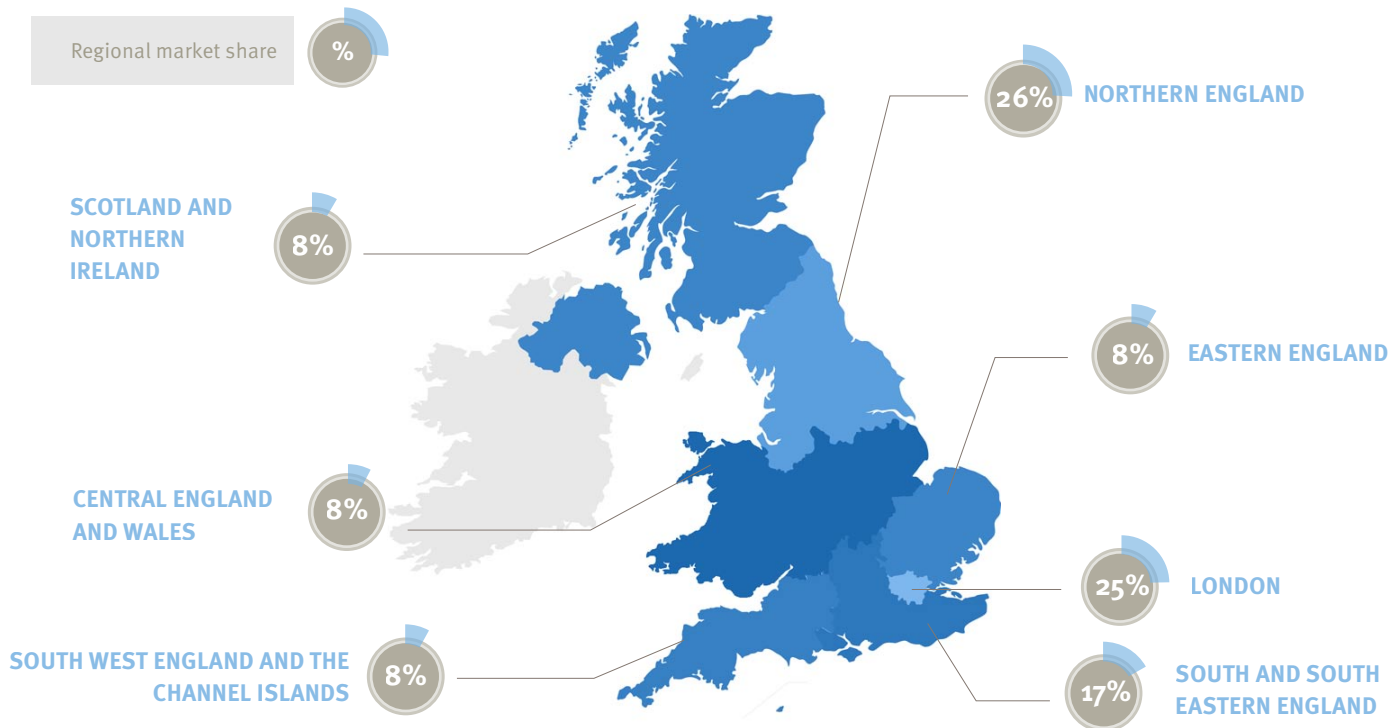 Regional market share
%
26%
NORTHERN ENGLAND
SCOTLAND AND
NORTHERN
IRELAND
8%
8%
EASTERN ENGLAND
CENTRAL ENGLAND
AND WALES
8%
25%
LONDON
SOUTH WEST ENGLAND AND THE
CHANNEL ISLANDS
8%
17%
SOUTH AND SOUTH
EASTERN ENGLAND